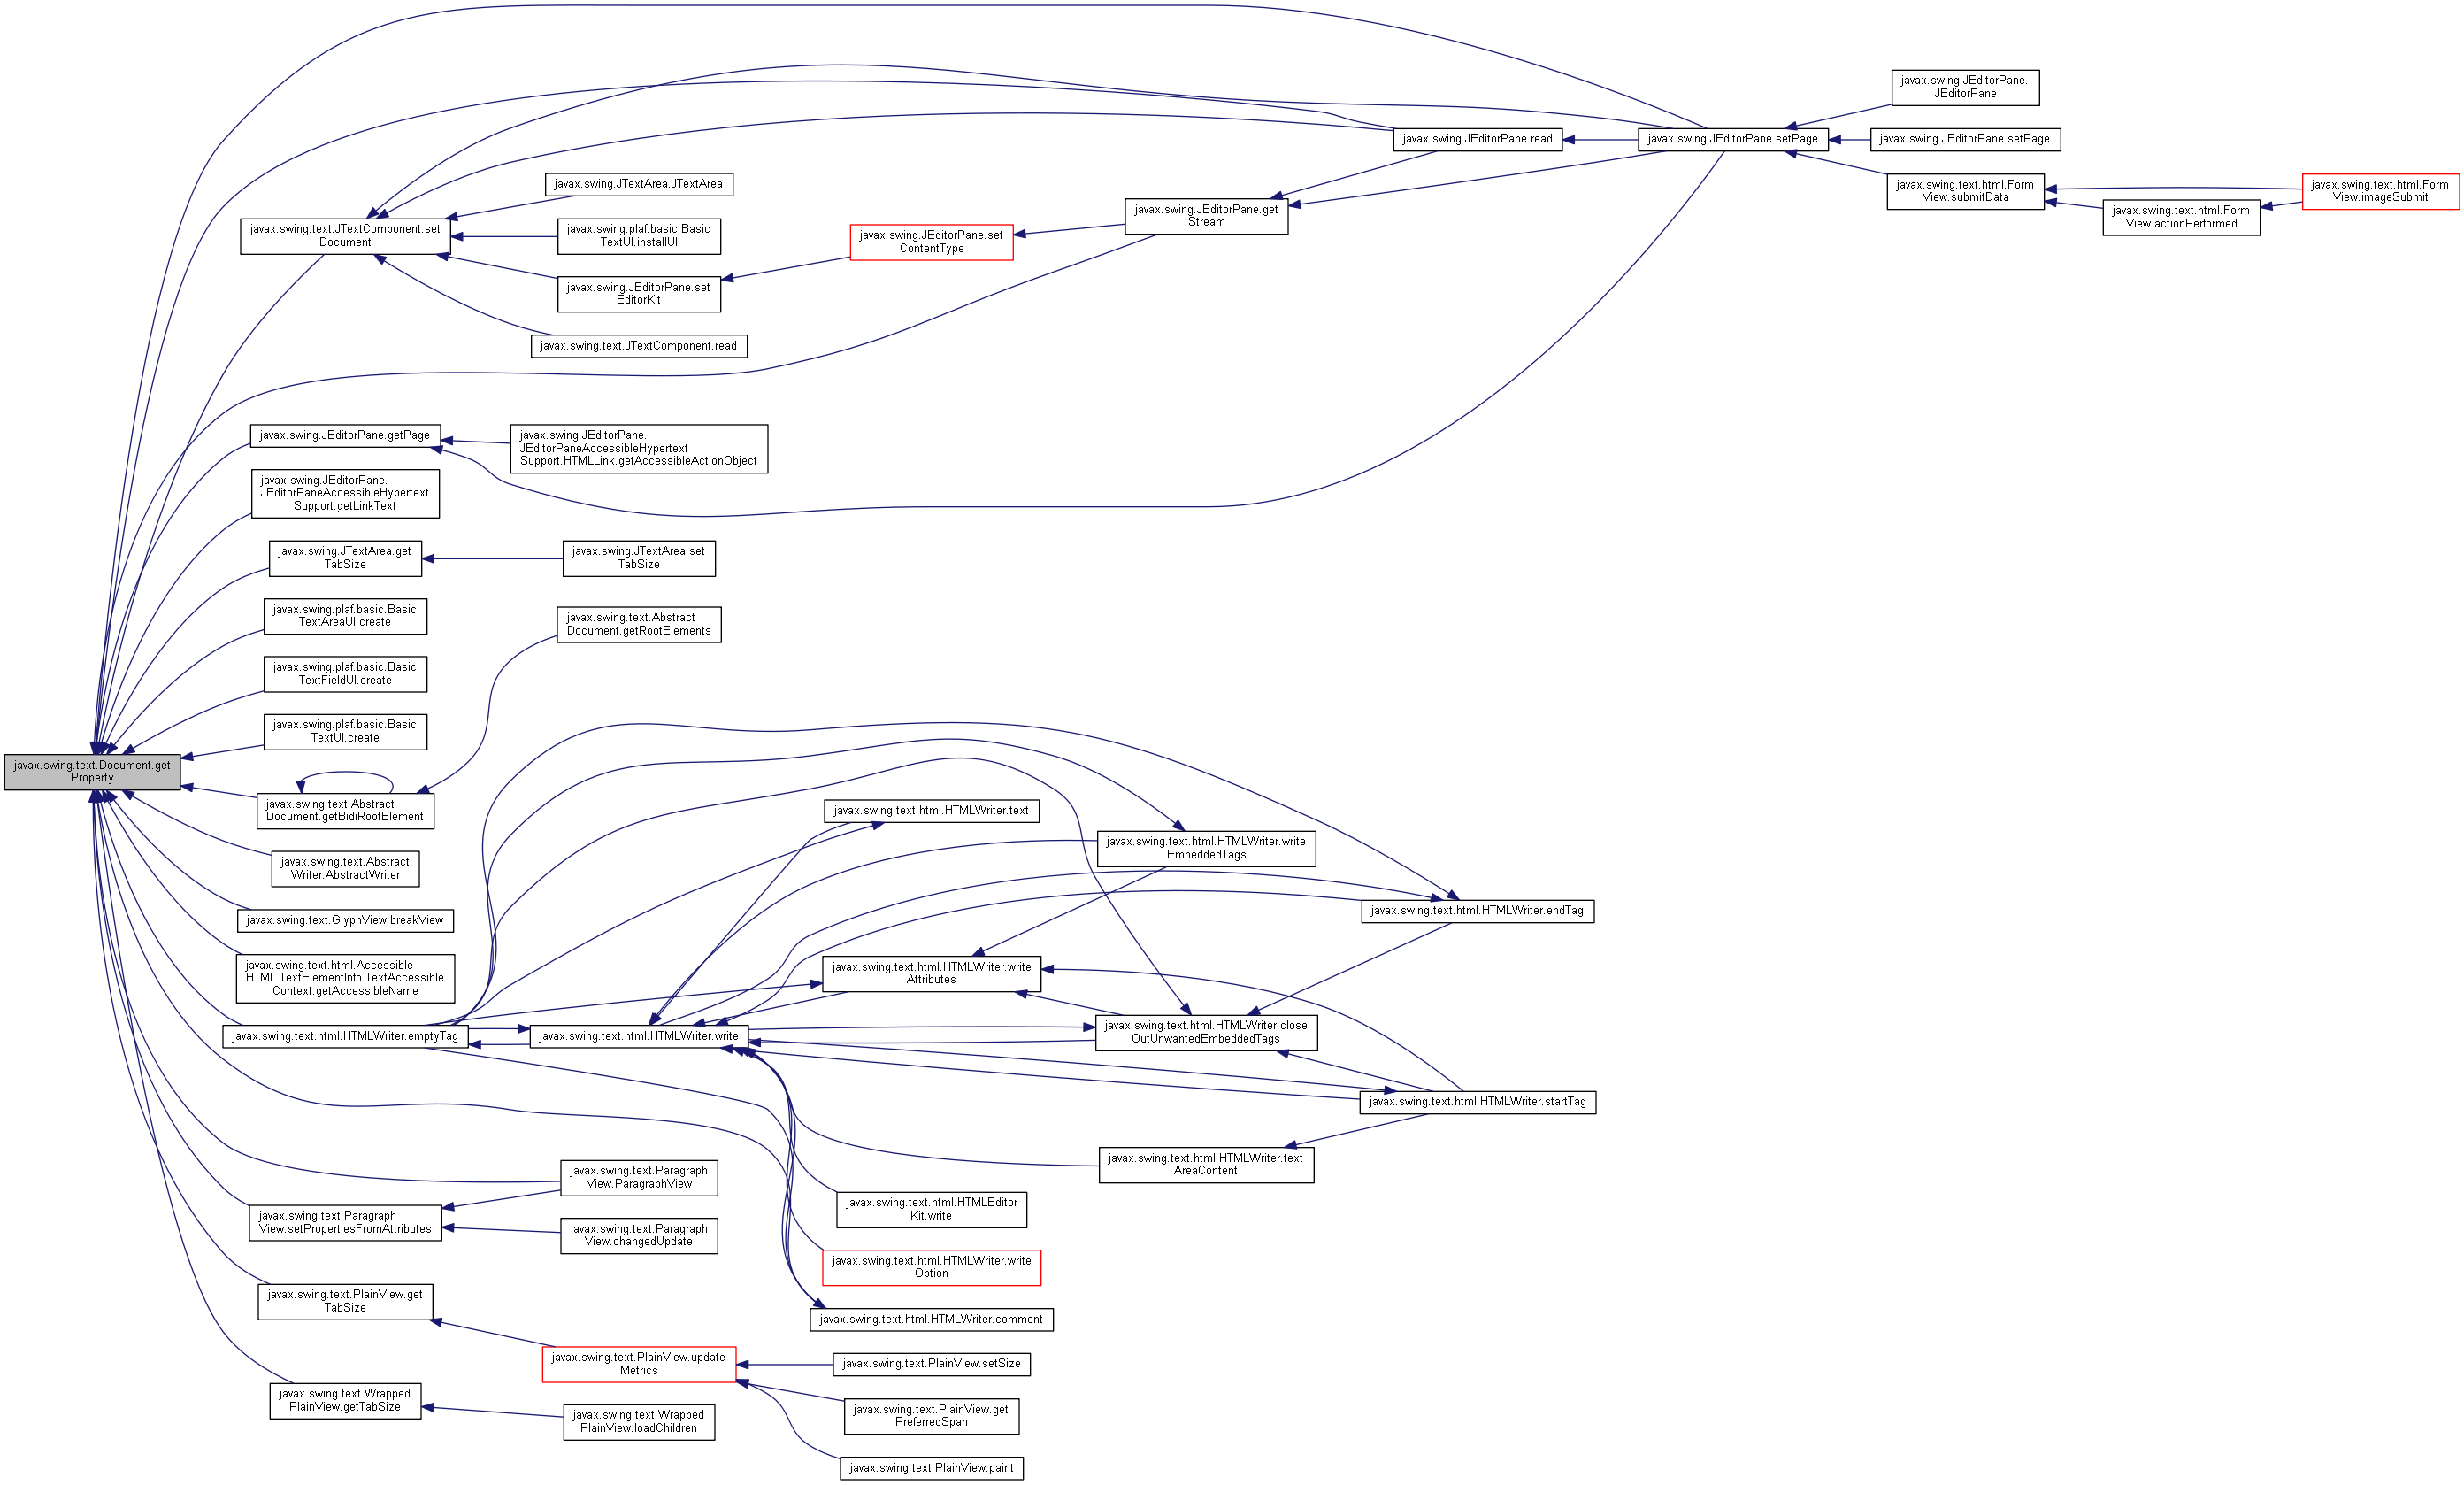 javax.swing.JEditorPane.
JEditorPane
javax.swing.JEditorPane.read
javax.swing.JEditorPane.setPage
javax.swing.JEditorPane.setPage
javax.swing.JTextArea.JTextArea
javax.swing.text.html.Form
View.submitData
javax.swing.text.html.Form
View.imageSubmit
javax.swing.text.JTextComponent.set
Document
javax.swing.plaf.basic.Basic
TextUI.installUI
javax.swing.JEditorPane.set
ContentType
javax.swing.JEditorPane.get
Stream
javax.swing.text.html.Form
View.actionPerformed
javax.swing.JEditorPane.set
EditorKit
javax.swing.text.JTextComponent.read
javax.swing.JEditorPane.getPage
javax.swing.JEditorPane.
JEditorPaneAccessibleHypertext
Support.HTMLLink.getAccessibleActionObject
javax.swing.JEditorPane.
JEditorPaneAccessibleHypertext
Support.getLinkText
javax.swing.JTextArea.get
TabSize
javax.swing.JTextArea.set
TabSize
javax.swing.plaf.basic.Basic
TextAreaUI.create
javax.swing.text.Abstract
Document.getRootElements
javax.swing.plaf.basic.Basic
TextFieldUI.create
javax.swing.plaf.basic.Basic
TextUI.create
javax.swing.text.Document.get
Property
javax.swing.text.Abstract
Document.getBidiRootElement
javax.swing.text.html.HTMLWriter.text
javax.swing.text.html.HTMLWriter.write
EmbeddedTags
javax.swing.text.Abstract
Writer.AbstractWriter
javax.swing.text.GlyphView.breakView
javax.swing.text.html.HTMLWriter.endTag
javax.swing.text.html.Accessible
HTML.TextElementInfo.TextAccessible
Context.getAccessibleName
javax.swing.text.html.HTMLWriter.write
Attributes
javax.swing.text.html.HTMLWriter.emptyTag
javax.swing.text.html.HTMLWriter.write
javax.swing.text.html.HTMLWriter.close
OutUnwantedEmbeddedTags
javax.swing.text.html.HTMLWriter.startTag
javax.swing.text.html.HTMLWriter.text
AreaContent
javax.swing.text.Paragraph
View.ParagraphView
javax.swing.text.html.HTMLEditor
Kit.write
javax.swing.text.Paragraph
View.setPropertiesFromAttributes
javax.swing.text.Paragraph
View.changedUpdate
javax.swing.text.html.HTMLWriter.write
Option
javax.swing.text.PlainView.get
TabSize
javax.swing.text.html.HTMLWriter.comment
javax.swing.text.PlainView.update
Metrics
javax.swing.text.PlainView.setSize
javax.swing.text.Wrapped
PlainView.getTabSize
javax.swing.text.PlainView.get
PreferredSpan
javax.swing.text.Wrapped
PlainView.loadChildren
javax.swing.text.PlainView.paint